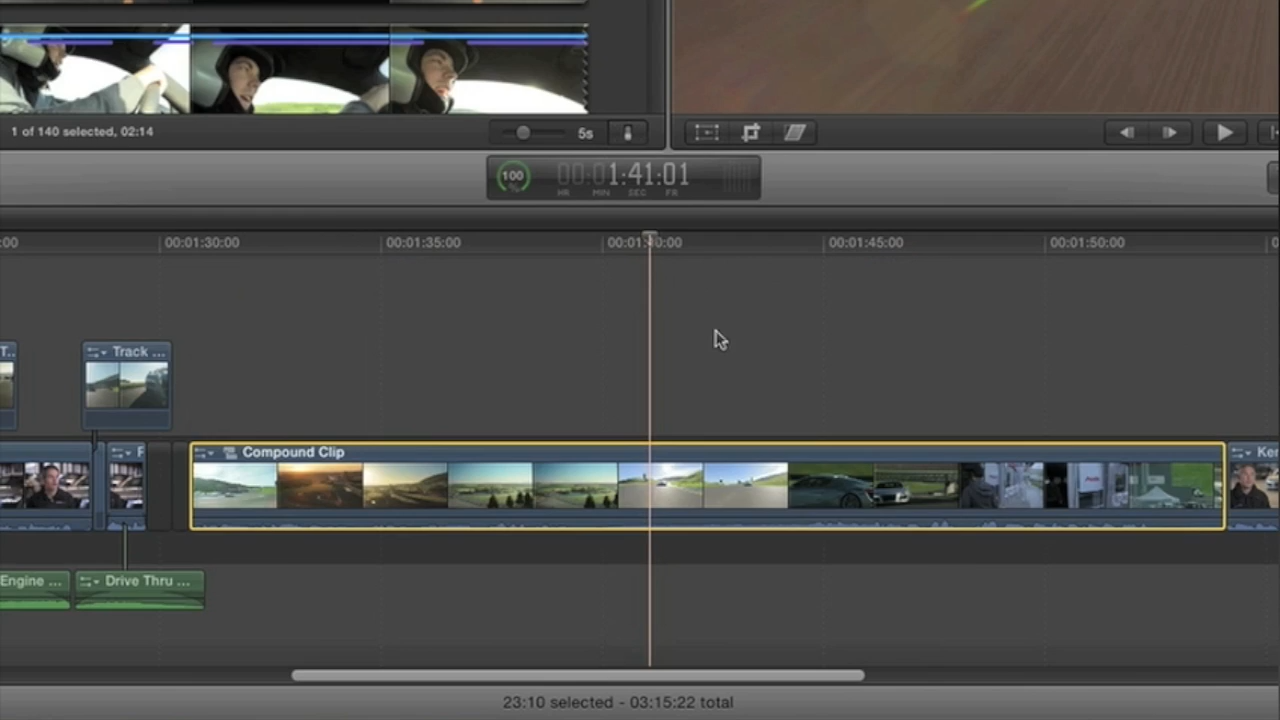 1 of 140 selected, 02:14
5s
100
%
00:01:41:01
HR MIN SEC FR
:00
00:01:30:00
00:01:35:00
00:01:40:00
00:01:45:00
00:01:50:00
T...
Track ...
F
Compound Clip
Ken
Engine ...
Drive Thru ...
23:10 selected - 03:15:22 total